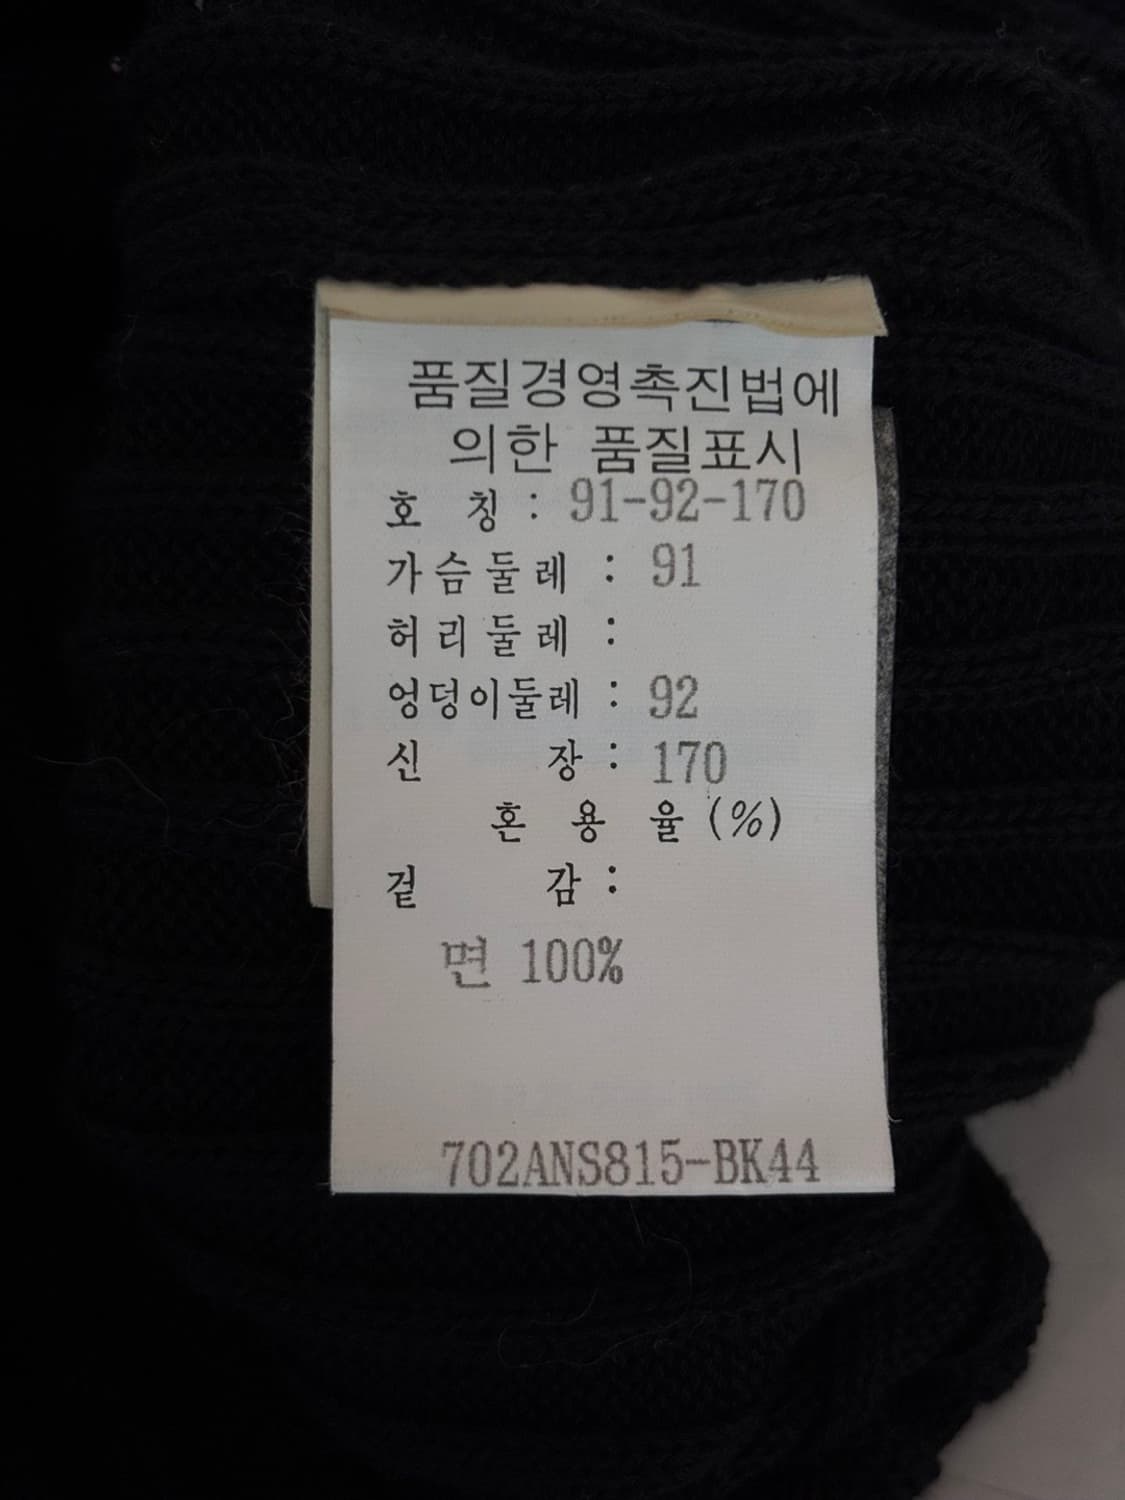 품질경영촉진법에
의한 품질표시
호 칭 : 91-92-170
가슴둘레 : 91
허리둘레 :
엉덩이둘레 : 92
신 장 : 170
혼 용 율 (%)
겉 감 :
면 100%
702ANS815-BK44